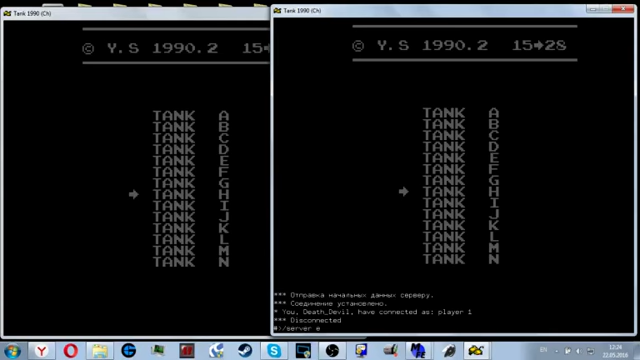 Tank 1990 (Ch)
© Y.S 1990.2 15
TANK A
TANK B
TANK C
TANK D
TANK E
TANK F
TANK G
TANK H
TANK I
TANK J
TANK K
TANK L
TANK M
TANK N
Tank 1990 (Ch)
© Y.S 1990.2 15➔28
TANK A
TANK B
TANK C
TANK D
TANK E
TANK F
TANK G
TANK H
TANK I
TANK J
TANK K
TANK L
TANK M
TANK N
*** Отправка начальных данных серверу.
*** Соединение установлено.
* You, Death_Devil, have connected as: player 1
*** Disconnected
#>/server e
EN
12:24
22.05.2016